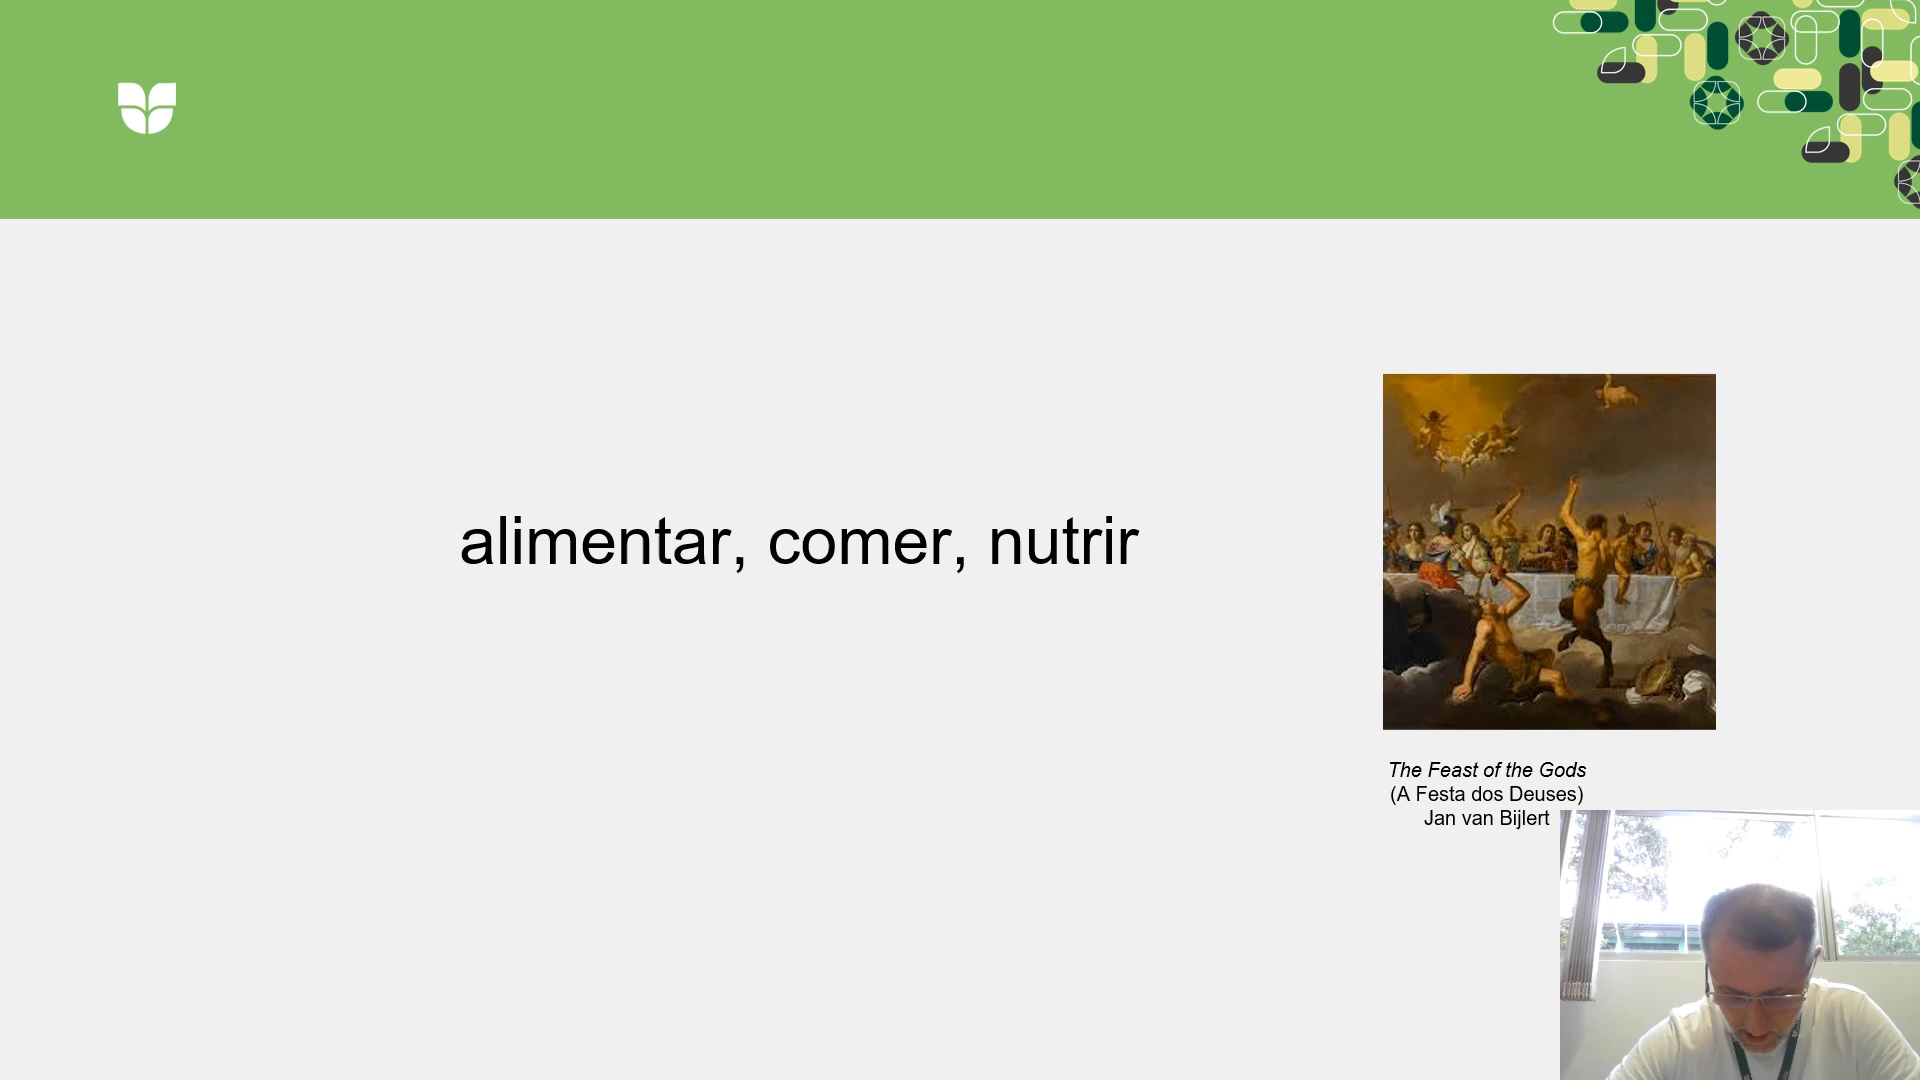 alimentar, comer, nutrir
The Feast of the Gods
(A Festa dos Deuses)
Jan van Bijlert